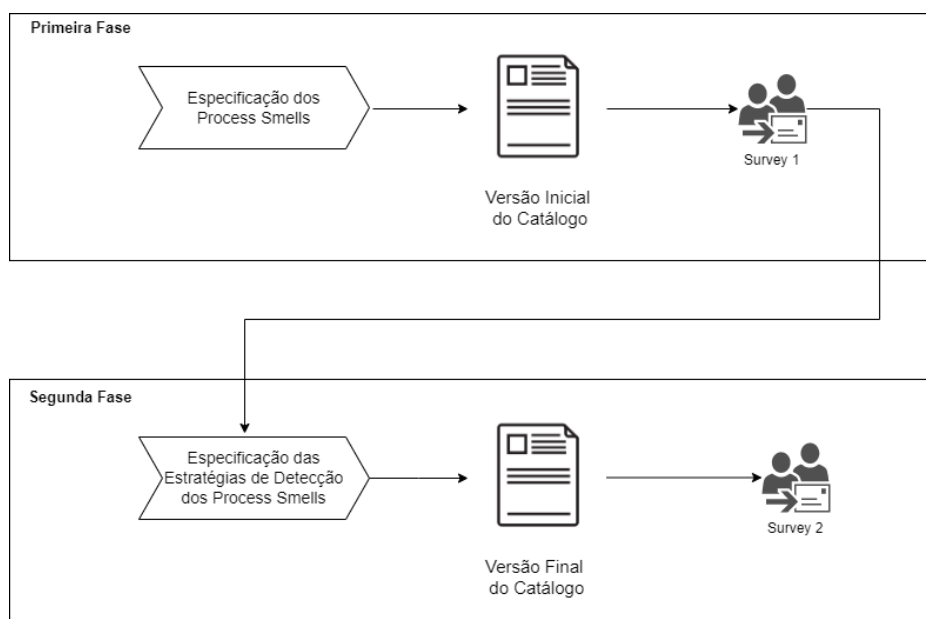 Primeira Fase
Especificação dos
Process Smells
Versão Inicial
do Catálogo
Survey 1
Segunda Fase
Especificação das
Estratégias de Detecção
dos Process Smells
Versão Final
do Catálogo
Survey 2